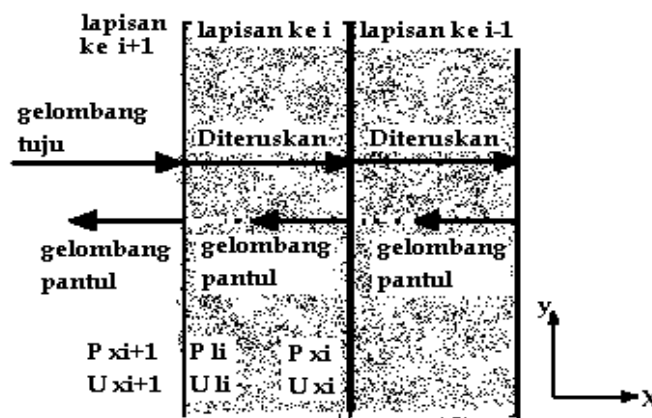 lapisan
ke i+1
lapisan ke i
lapisan ke i-1
gelombang
tuju
Diteruskan
Diteruskan
gelombang
pantul
gelombang
pantul
gelombang
pantul
P xi+1
U xi+1
P li
U li
P xi
U xi
y
X